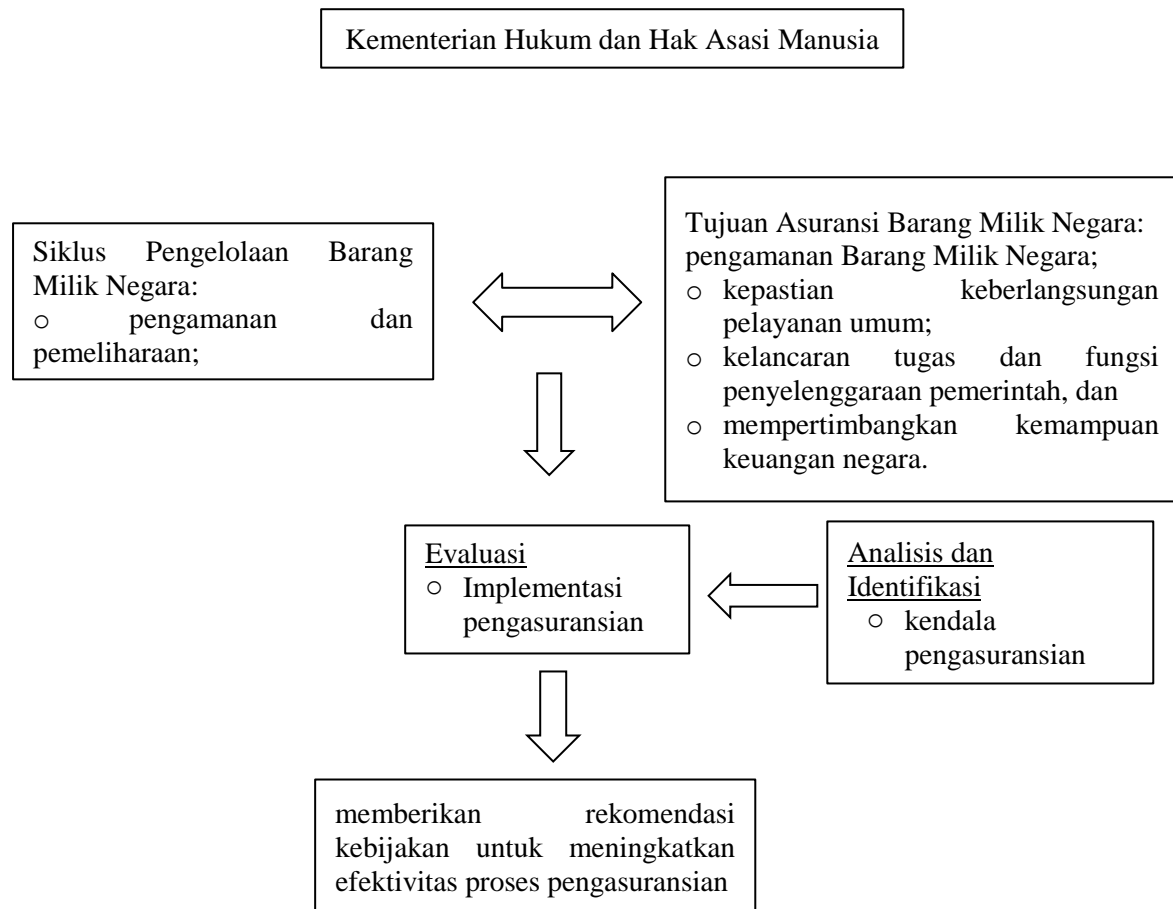 Kementerian Hukum dan Hak Asasi Manusia
Siklus Pengelolaan Barang
Milik Negara:
○ pengamanan dan
pemeliharaan;
Tujuan Asuransi Barang Milik Negara:
pengamanan Barang Milik Negara;
○ kepastian keberlangsungan
pelayanan umum;
○ kelancaran tugas dan fungsi
penyelenggaraan pemerintah, dan
○ mempertimbangkan kemampuan
keuangan negara.
Evaluasi
○ Implementasi
pengasuransian
Analisis dan
Identifikasi
○ kendala
pengasuransian
memberikan rekomendasi
kebijakan untuk meningkatkan
efektivitas proses pengasuransian